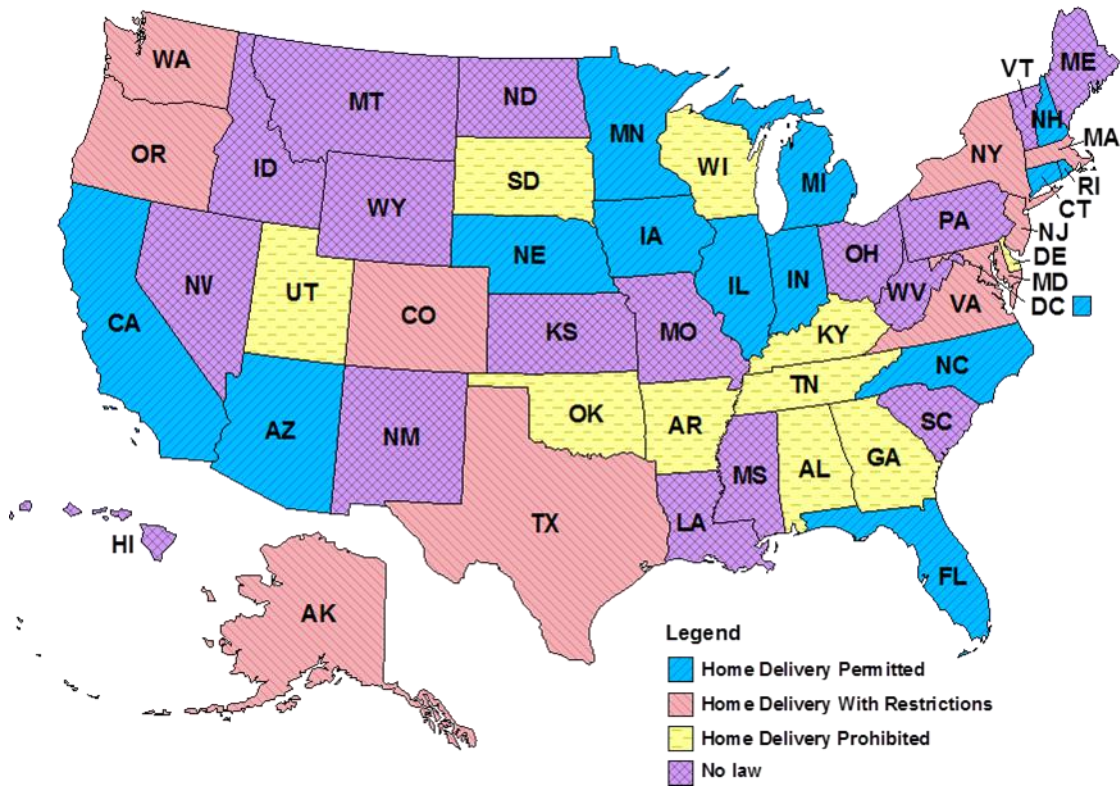 WA
MT
ND
MN
VT
ME
NH
MA
OR
ID
SD
WI
MI
NY
RI
CT
WY
IA
PA
NJ
NE
OH
DE
MD
NV
UT
CO
IL
IN
WV
VA
DC
CA
KS
MO
KY
NC
TN
OK
AR
SC
AZ
NM
MS
AL
GA
TX
LA
HI
FL
AK
Legend
Home Delivery Permitted
Home Delivery With Restrictions
Home Delivery Prohibited
No law